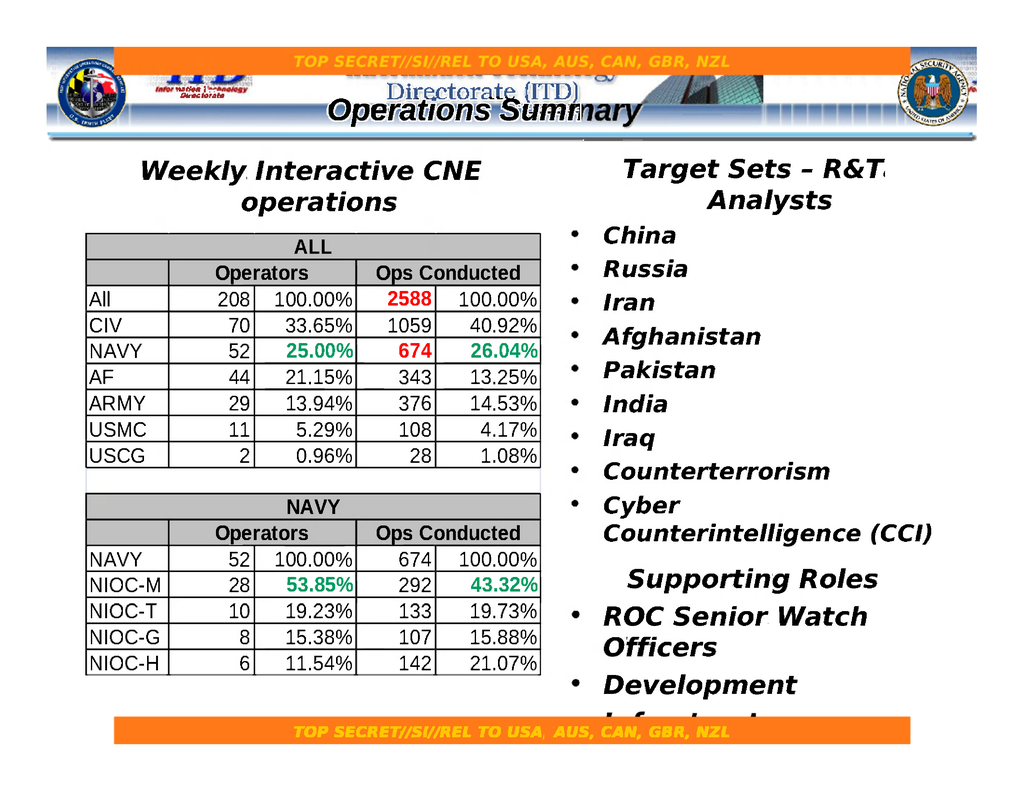 TOP SECRET//SI//REL TO USA, AUS, CAN, GBR, NZL
Information Technology
Directorate
Directorate (ITD)
NATIONAL SECURITY AGENCY
UNITED STATES OF AMERICA
Operations Summary
Weekly Interactive CNE
operations
ALL
Operators Ops Conducted
All 208 100.00% 2588 100.00%
CIV 70 33.65% 1059 40.92%
NAVY 52 25.00% 674 26.04%
AF 44 21.15% 343 13.25%
ARMY 29 13.94% 376 14.53%
USMC 11 5.29% 108 4.17%
USCG 2 0.96% 28 1.08%
NAVY
Operators Ops Conducted
NAVY 52 100.00% 674 100.00%
NIOC-M 28 53.85% 292 43.32%
NIOC-T 10 19.23% 133 19.73%
NIOC-G 8 15.38% 107 15.88%
NIOC-H 6 11.54% 142 21.07%
Target Sets – R&T
Analysts
• China
• Russia
• Iran
• Afghanistan
• Pakistan
• India
• Iraq
• Counterterrorism
• Cyber
Counterintelligence (CCI)
Supporting Roles
• ROC Senior Watch
Officers
• Development
TOP SECRET//SI//REL TO USA, AUS, CAN, GBR, NZL